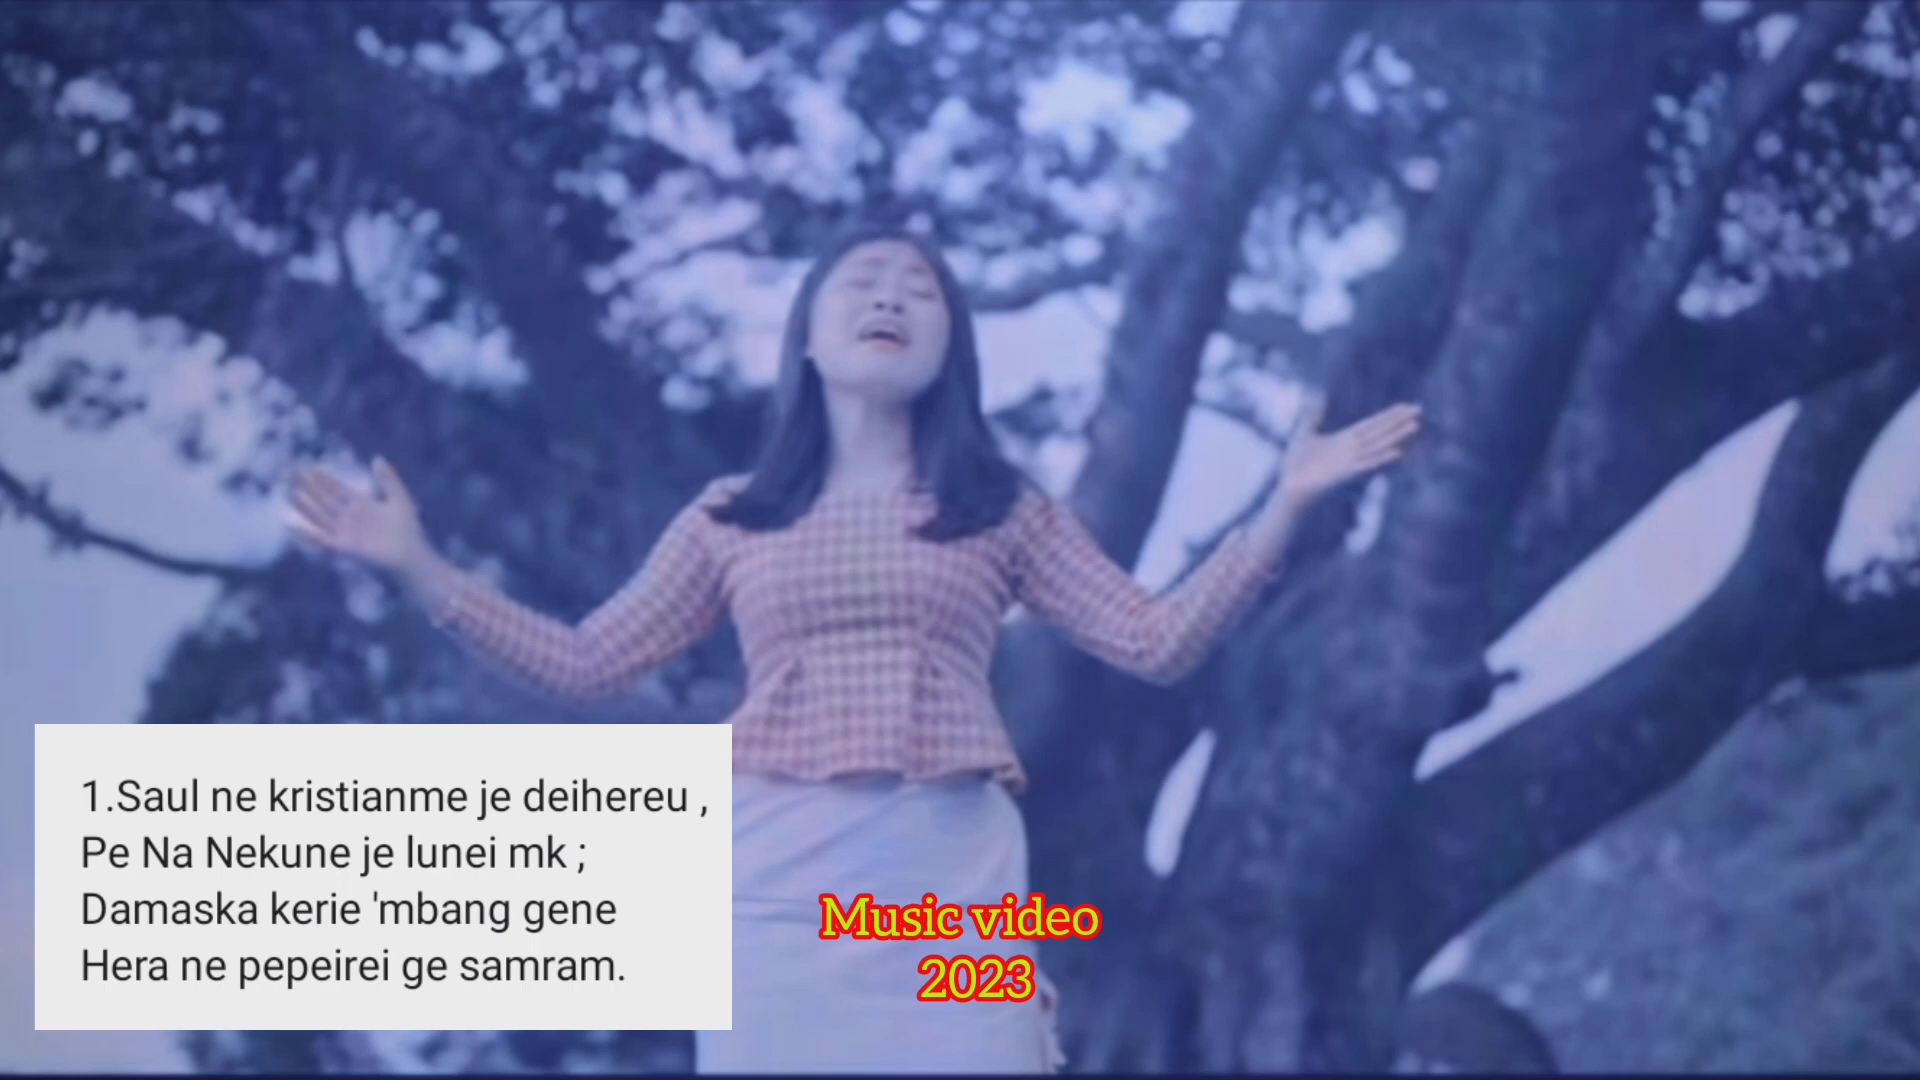 1.Saul ne kristianme je deihereu ,
Pe Na Nekune je lunei mk ;
Damaska kerie 'mbang gene
Hera ne pepeirei ge samram.
Music video
2023